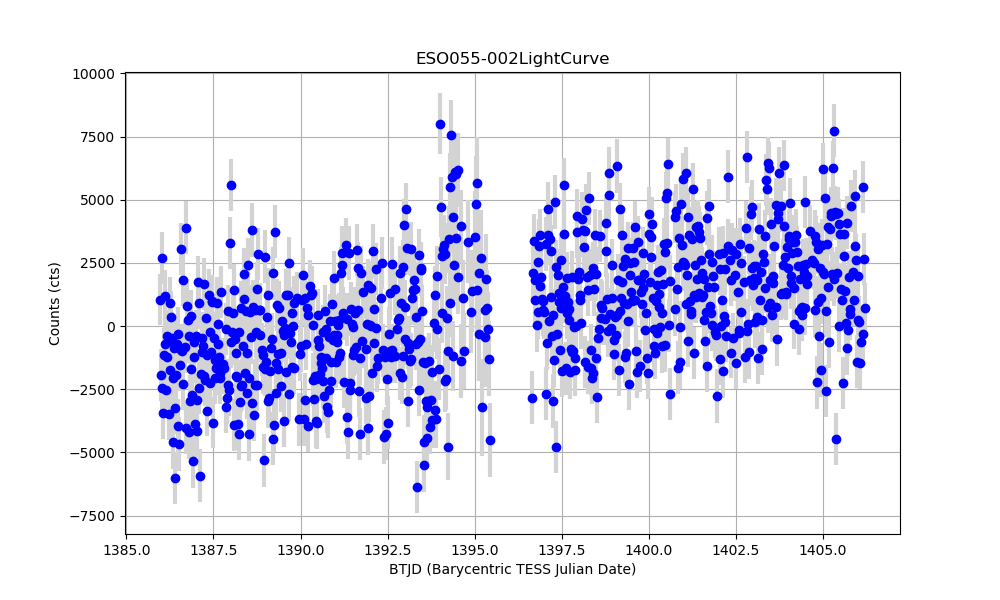 ESO055-002LightCurve
10000
7500
5000
2500
0
−2500
−5000
−7500
Counts (cts)
1385.0 1387.5 1390.0 1392.5 1395.0 1397.5 1400.0 1402.5 1405.0
BTJD (Barycentric TESS Julian Date)